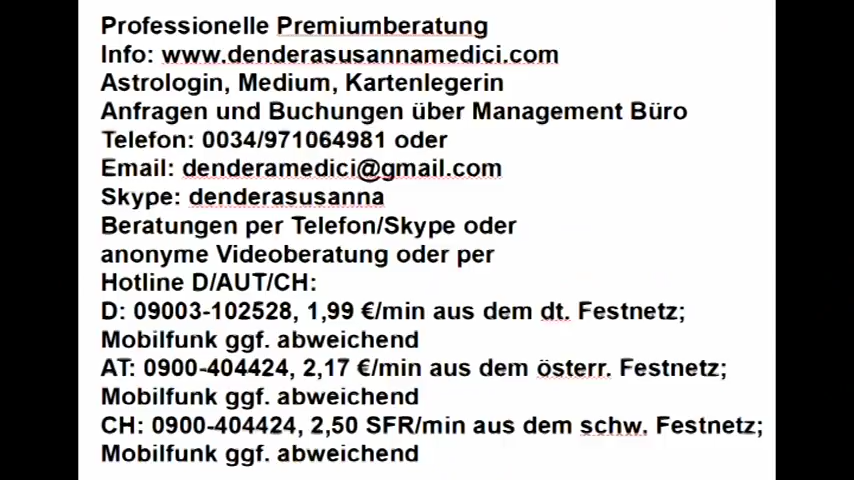 Professionelle Premiumberatung
Info: www.denderasusannamedici.com
Astrologin, Medium, Kartenlegerin
Anfragen und Buchungen über Management Büro
Telefon: 0034/971064981 oder
Email: denderamedici@gmail.com
Skype: denderasusanna
Beratungen per Telefon/Skype oder
anonyme Videoberatung oder per
Hotline D/AUT/CH:
D: 09003-102528, 1,99 €/min aus dem dt. Festnetz;
Mobilfunk ggf. abweichend
AT: 0900-404424, 2,17 €/min aus dem österr. Festnetz;
Mobilfunk ggf. abweichend
CH: 0900-404424, 2,50 SFR/min aus dem schw. Festnetz;
Mobilfunk ggf. abweichend